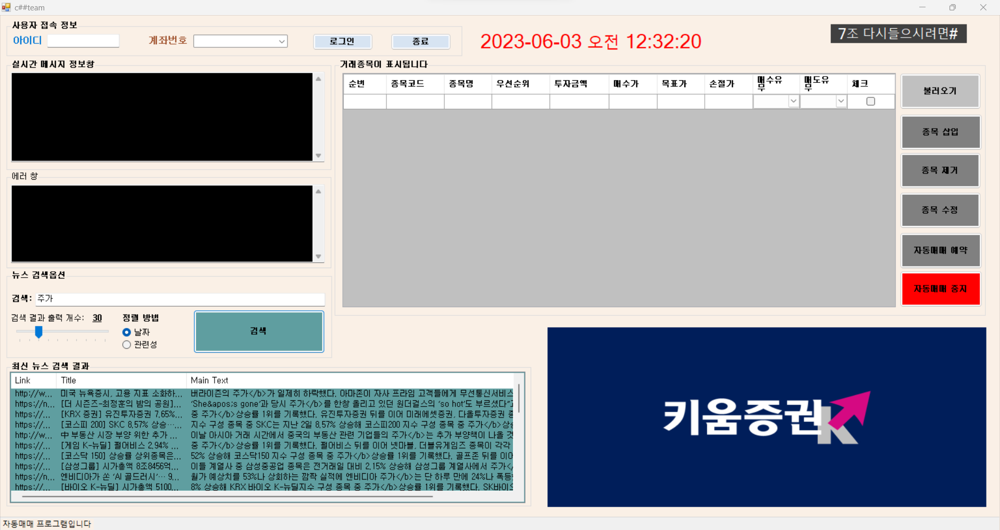 c##team
사용자 접속 정보
아이디
계좌번호
로그인
종료
2023-06-03 오전 12:32:20
7조 다시들으시려면#
실시간 메시지 정보창
거래종목이 표시됩니다
순번 종목코드 종목명 우선순위 투자금액 매수가 목표가 손절가 매수유무 매도유무 체크
불러오기
종목 삽입
종목 제거
종목 수정
자동매매 예약
자동매매 중지
에러 창
뉴스 검색옵션
검색: 주가
검색 결과 출력 개수: 30
정렬 방법
날짜
관련성
검색
최신 뉴스 검색 결과
Link Title Main Text
http://w... 미국 뉴욕증시, 고용 지표 소화하... 버라이즌의 주가</b>가 일제히 하락했다. 아마존이 자사 프라임 고객들에게 무선통신서비스
https://n... [더 시즌즈-최정훈의 밤의 공원]... 'She&apos;s gone'과 당시 주가</b>를 한창 올리고 있던 원더걸스의 'so hot'도 부르셨다"고
https://... [KRX 증권] 유진투자증권 7.65%... 중 주가</b>상승률 1위를 기록했다. 유진투자증권 뒤를 이어 미래에셋증권, 다올투자증권
https://... [코스피 200] SKC 8.57% 상승…... 지수 구성 종목 중 SKC는 지난 2일 8.57% 상승해 코스피200 지수 구성 종목 중 주가</b>상승
http://w... 中 부동산 시장 부양 위한 추가 ... 이날 아시아 거래 시간에서 중국의 부동산 관련 기업들의 주가</b>는 추가 부양책이 나올 것
https://... [게임 K-뉴딜] 펄어비스 2.94% ... 중 주가</b>상승률 1위를 기록했다. 펄어비스 뒤를 이어 넷마블, 더블유게임즈 종목이 각각
https://... [코스닥 150] 상승률 상위종목은... 52% 상승해 코스닥150 지수 구성 종목 중 주가</b>상승률 1위를 기록했다. 골프존 뒤를 이어
https://... [삼성그룹] 시가총액 8조8456억... 이들 계열사 중 삼성중공업 종목은 전거래일 대비 2.15% 상승해 삼성그룹 계열사에서 주가</
https://n... 엔비디아가 쏜 'AI 골드러시'… 9... 월가 예상치를 53%나 상회하는 깜짝 실적에 엔비디아 주가</b>는 단 하루 만에 24%나 폭등
https://... [바이오 K-뉴딜] 시가총액 5100... 8% 상승해 KRX 바이오 K-뉴딜지수 구성 종목 중 주가</b>상승률 1위를 기록했다. SK바이오
키움증권
자동매매 프로그램입니다